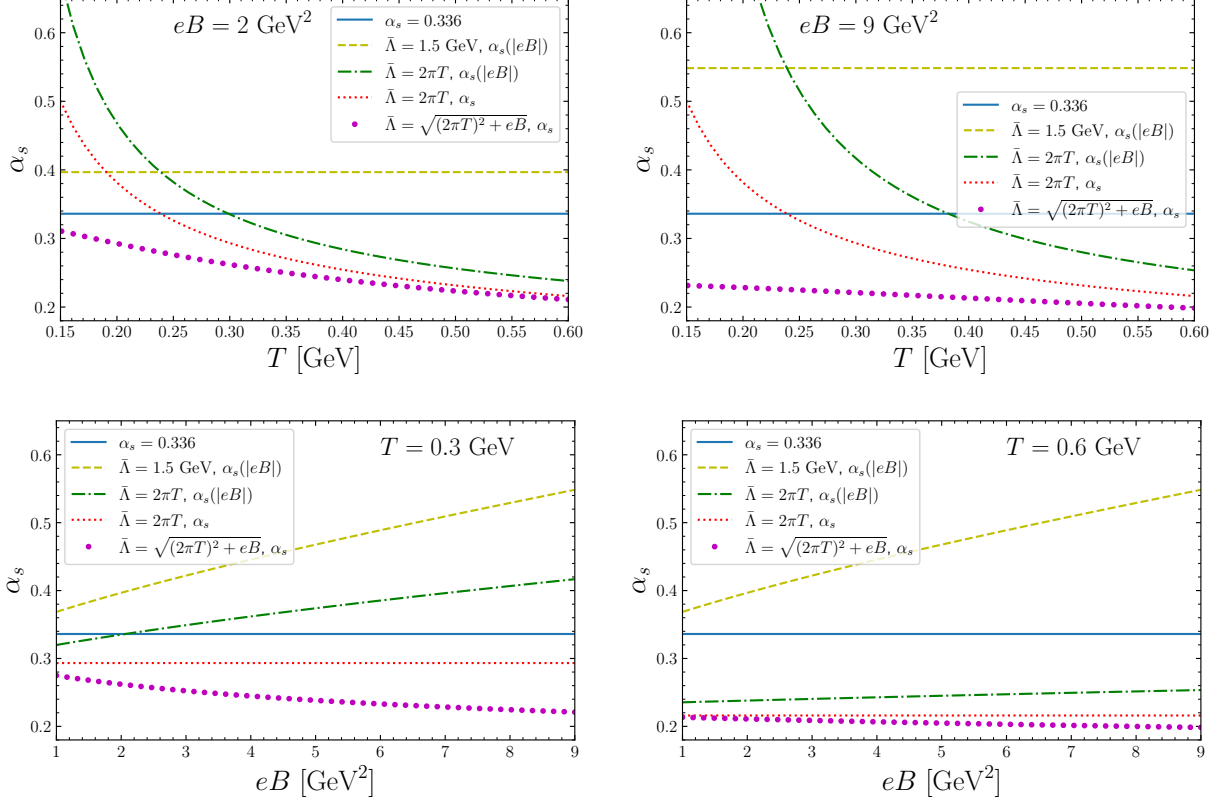 eB = 2 GeV²
α_s = 0.336
Λ̄ = 1.5 GeV, α_s(|eB|)
Λ̄ = 2πT, α_s(|eB|)
Λ̄ = 2πT, α_s
Λ̄ = √((2πT)² + eB), α_s
0.6
0.5
0.4
0.3
0.2
α_s
0.15 0.20 0.25 0.30 0.35 0.40 0.45 0.50 0.55 0.60
T [GeV]
eB = 9 GeV²
α_s = 0.336
Λ̄ = 1.5 GeV, α_s(|eB|)
Λ̄ = 2πT, α_s(|eB|)
Λ̄ = 2πT, α_s
Λ̄ = √((2πT)² + eB), α_s
0.6
0.5
0.4
0.3
0.2
α_s
0.15 0.20 0.25 0.30 0.35 0.40 0.45 0.50 0.55 0.60
T [GeV]
T = 0.3 GeV
α_s = 0.336
Λ̄ = 1.5 GeV, α_s(|eB|)
Λ̄ = 2πT, α_s(|eB|)
Λ̄ = 2πT, α_s
Λ̄ = √((2πT)² + eB), α_s
0.6
0.5
0.4
0.3
0.2
α_s
1 2 3 4 5 6 7 8 9
eB [GeV²]
T = 0.6 GeV
α_s = 0.336
Λ̄ = 1.5 GeV, α_s(|eB|)
Λ̄ = 2πT, α_s(|eB|)
Λ̄ = 2πT, α_s
Λ̄ = √((2πT)² + eB), α_s
0.6
0.5
0.4
0.3
0.2
α_s
1 2 3 4 5 6 7 8 9
eB [GeV²]